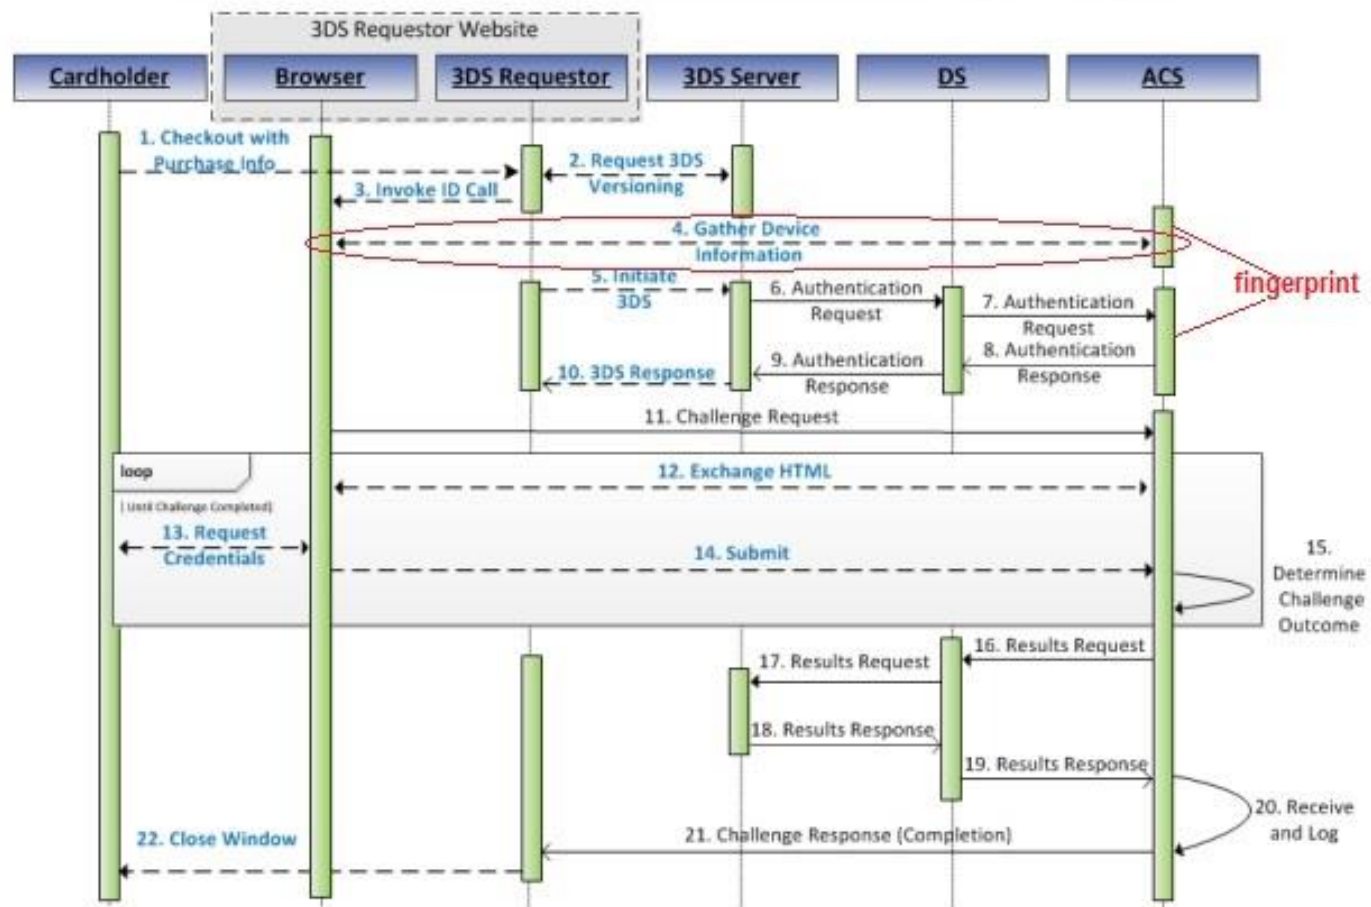 3DS Requestor Website
Cardholder
Browser
3DS Requestor
3DS Server
DS
ACS
1. Checkout with
Purchase Info
2. Request 3DS
Versioning
3. Invoke ID Call
4. Gather Device
Information
fingerprint
5. Initiate
3DS
6. Authentication
Request
7. Authentication
Request
8. Authentication
Response
9. Authentication
Response
10. 3DS Response
11. Challenge Request
loop
[Until Challenge Completed]
12. Exchange HTML
13. Request
Credentials
14. Submit
15.
Determine
Challenge
Outcome
16. Results Request
17. Results Request
18. Results Response
19. Results Response
20. Receive
and Log
21. Challenge Response (Completion)
22. Close Window